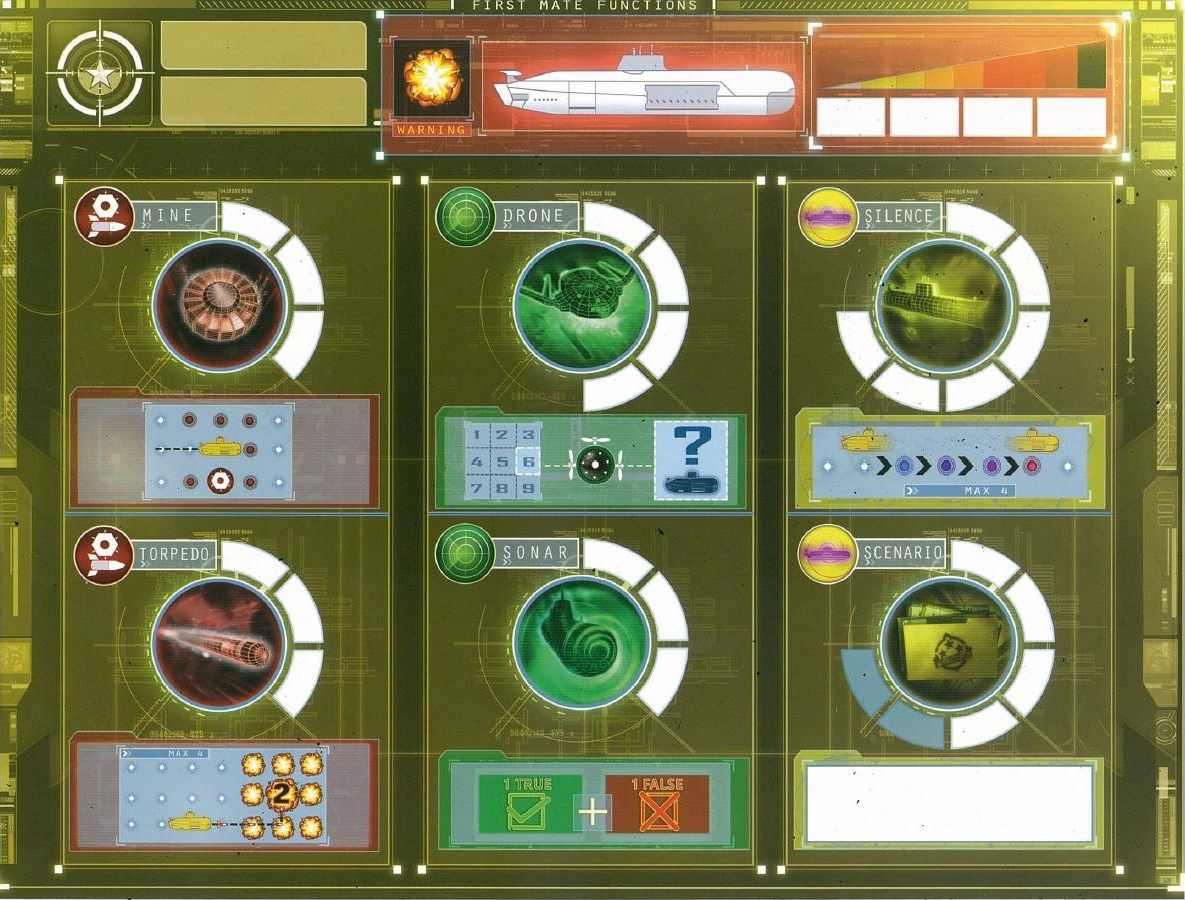 FIRST MATE FUNCTIONS
WARNING
MINE
DRONE
SILENCE
1 2 3
4 5 6
7 8 9
?
MAX 4
TORPEDO
SONAR
SCENARIO
MAX 4
2
1 TRUE
+
1 FALSE